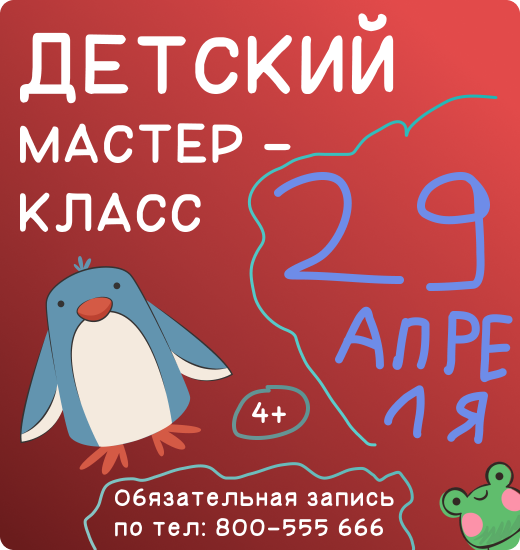 ДЕТСКИЙ
МАСТЕР -
КЛАСС
29
АПРЕ
ЛЯ
4+
Обязательная запись
по тел: 800-555 666